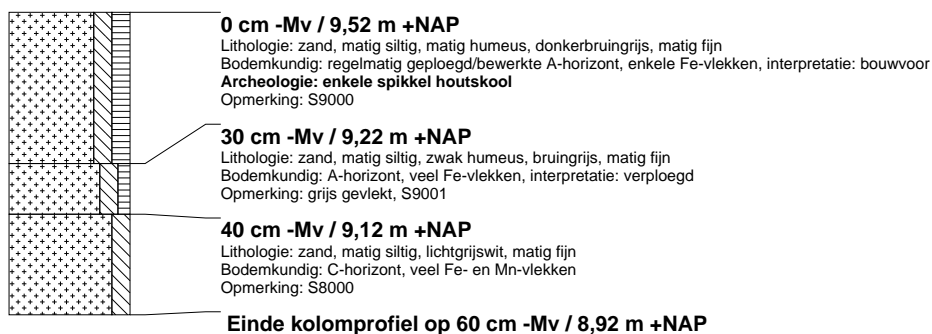 0 cm -Mv / 9,52 m +NAP
Lithologie: zand, matig siltig, matig humeus, donkerbruingrijs, matig fijn
Bodemkundig: regelmatig geploegd/bewerkte A-horizont, enkele Fe-vlekken, interpretatie: bouwvoor
Archeologie: enkele spikkel houtskool
Opmerking: S9000
30 cm -Mv / 9,22 m +NAP
Lithologie: zand, matig siltig, zwak humeus, bruingrijs, matig fijn
Bodemkundig: A-horizont, veel Fe-vlekken, interpretatie: verploegd
Opmerking: grijs gevlekt, S9001
40 cm -Mv / 9,12 m +NAP
Lithologie: zand, matig siltig, lichtgrijswit, matig fijn
Bodemkundig: C-horizont, veel Fe- en Mn-vlekken
Opmerking: S8000
Einde kolomprofiel op 60 cm -Mv / 8,92 m +NAP